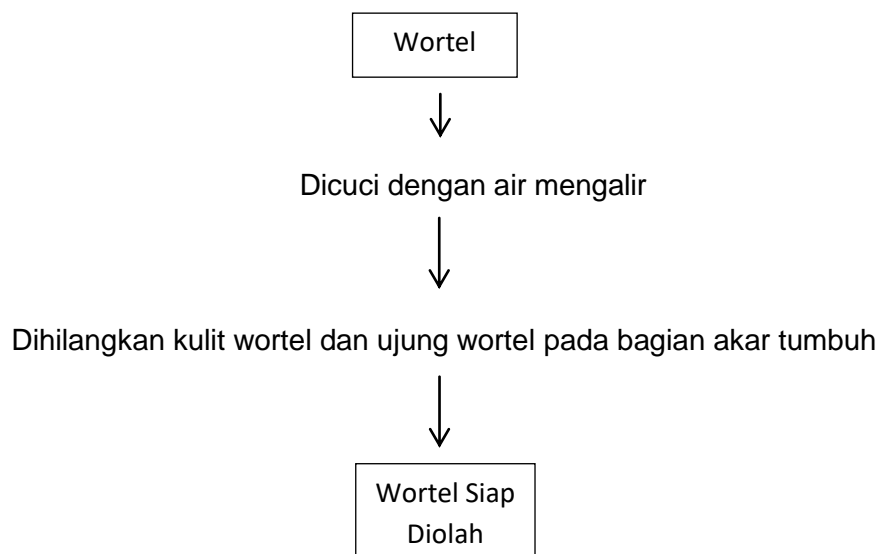 Wortel
Dicuci dengan air mengalir
Dihilangkan kulit wortel dan ujung wortel pada bagian akar tumbuh
Wortel Siap
Diolah